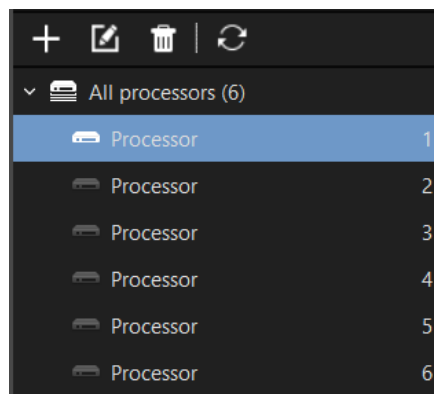 All processors (6)
Processor 1
Processor 2
Processor 3
Processor 4
Processor 5
Processor 6